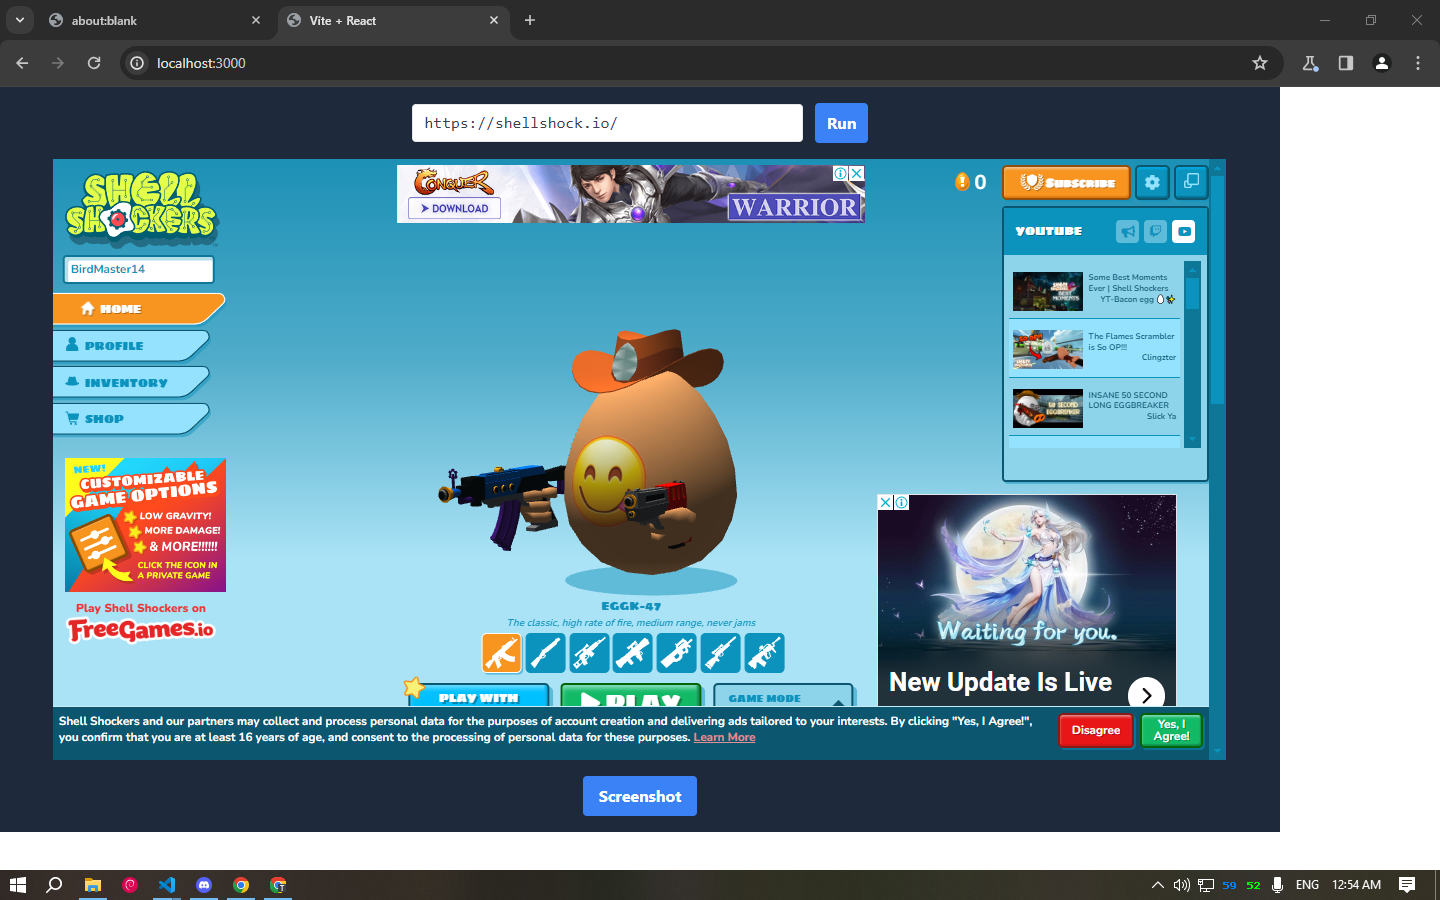 about:blank
Vite + React
localhost:3000
https://shellshock.io/
Run
SHELL
SHOCKERS
BirdMaster14
HOME
PROFILE
INVENTORY
SHOP
NEW!
CUSTOMIZABLE
GAME OPTIONS
LOW GRAVITY!
MORE DAMAGE!
& MORE!!!!!!
CLICK THE ICON IN
A PRIVATE GAME
Play Shell Shockers on
FreeGames.io
CONQUER
> DOWNLOAD
WARRIOR
0
SUBSCRIBE
YOUTUBE
Some Best Moments
Ever | Shell Shockers
YT-Bacon egg 🥚✨
The Flames Scrambler
is So OP!!!
Clingzter
INSANE 50 SECOND
LONG EGGBREAKER
Slick Ya
EGGK-47
The classic, high rate of fire, medium range, never jams
PLAY WITH
PLAY
GAME MODE
Waiting for you.
New Update Is Live
Shell Shockers and our partners may collect and process personal data for the purposes of account creation and delivering ads tailored to your interests. By clicking "Yes, I Agree!",
you confirm that you are at least 16 years of age, and consent to the processing of personal data for these purposes. Learn More
Disagree
Yes, I
Agree!
Screenshot
59
52
ENG
12:54 AM